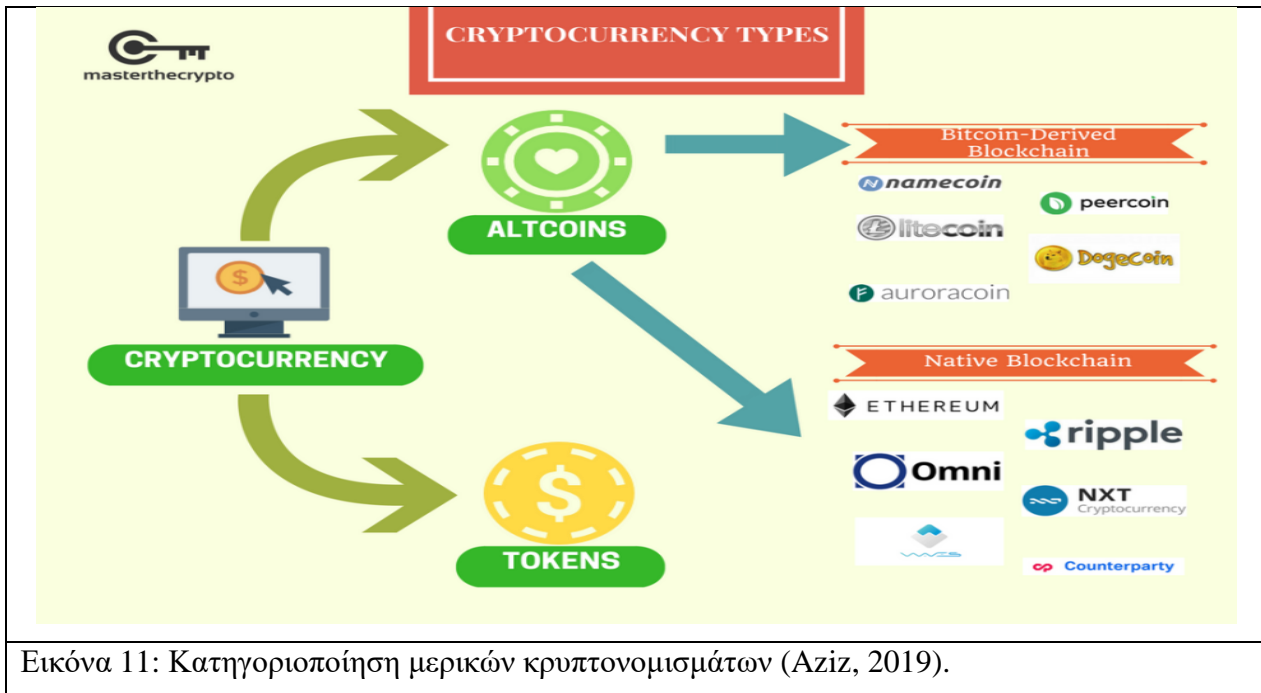 masterthecrypto
CRYPTOCURRENCY TYPES
CRYPTOCURRENCY
ALTCOINS
TOKENS
Bitcoin-Derived
Blockchain
namecoin
peercoin
litecoin
Dogecoin
auroracoin
Native Blockchain
ETHEREUM
ripple
Omni
NXT
Cryptocurrency
Counterparty
Εικόνα 11: Κατηγοριοποίηση μερικών κρυπτονομισμάτων (Aziz, 2019).